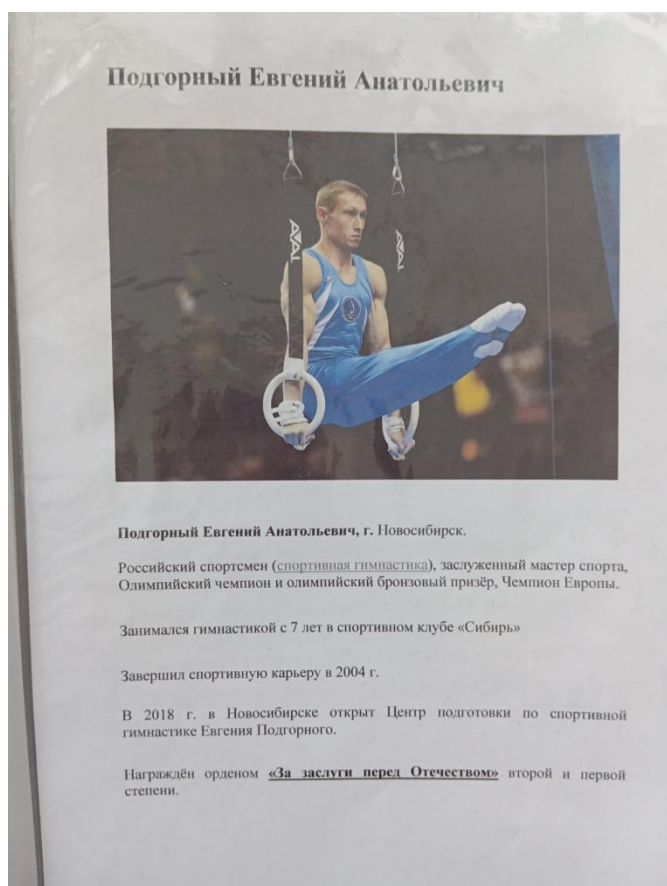 Подгорный Евгений Анатольевич
AVAI
AVAI
Подгорный Евгений Анатольевич, г. Новосибирск.
Российский спортсмен (спортивная гимнастика), заслуженный мастер спорта,
Олимпийский чемпион и олимпийский бронзовый призёр, Чемпион Европы.
Занимался гимнастикой с 7 лет в спортивном клубе «Сибирь»
Завершил спортивную карьеру в 2004 г.
В 2018 г. в Новосибирске открыт Центр подготовки по спортивной
гимнастике Евгения Подгорного.
Награждён орденом «За заслуги перед Отечеством» второй и первой
степени.